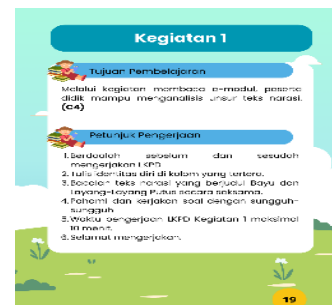 Kegiatan 1
Tujuan Pembelajaran
Melalui kegiatan membaca e-modul, peserta
didik mampu menganalisis unsur teks narasi.
(C4)
Petunjuk Pengerjaan
1. Berdoalah sebelum dan sesudah
mengerjakan LKPD.
2. Tulis identitas diri di kolom yang tertera.
3. Bacalah teks narasi yang berjudul Bayu dan
Layang-Layang Putus secara saksama.
4. Pahami dan kerjakan soal dengan sungguh-
sungguh
5. Waktu pengerjaan LKPD Kegiatan 1 maksimal
10 menit.
6. Selamat mengerjakan.
19